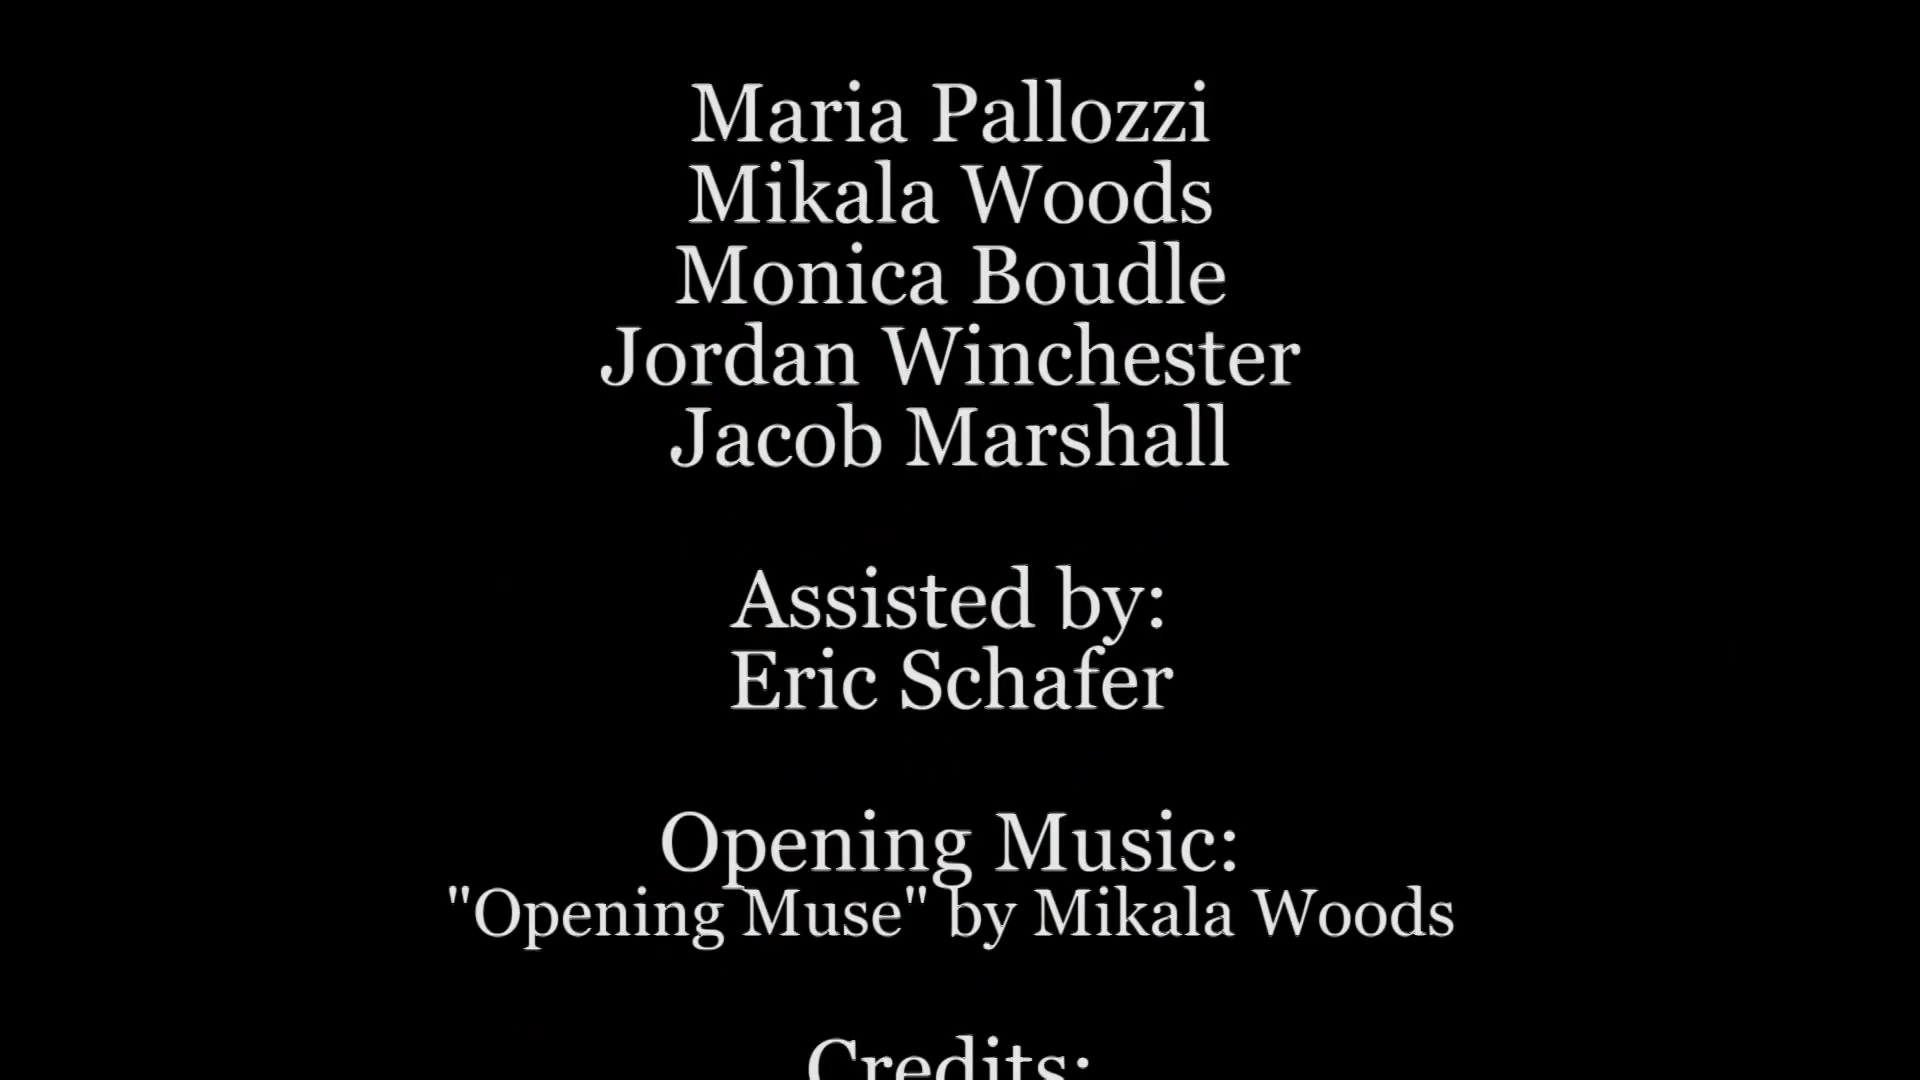 Maria Pallozzi
Mikala Woods
Monica Boudle
Jordan Winchester
Jacob Marshall
Assisted by:
Eric Schafer
Opening Music:
"Opening Muse" by Mikala Woods
Credits: